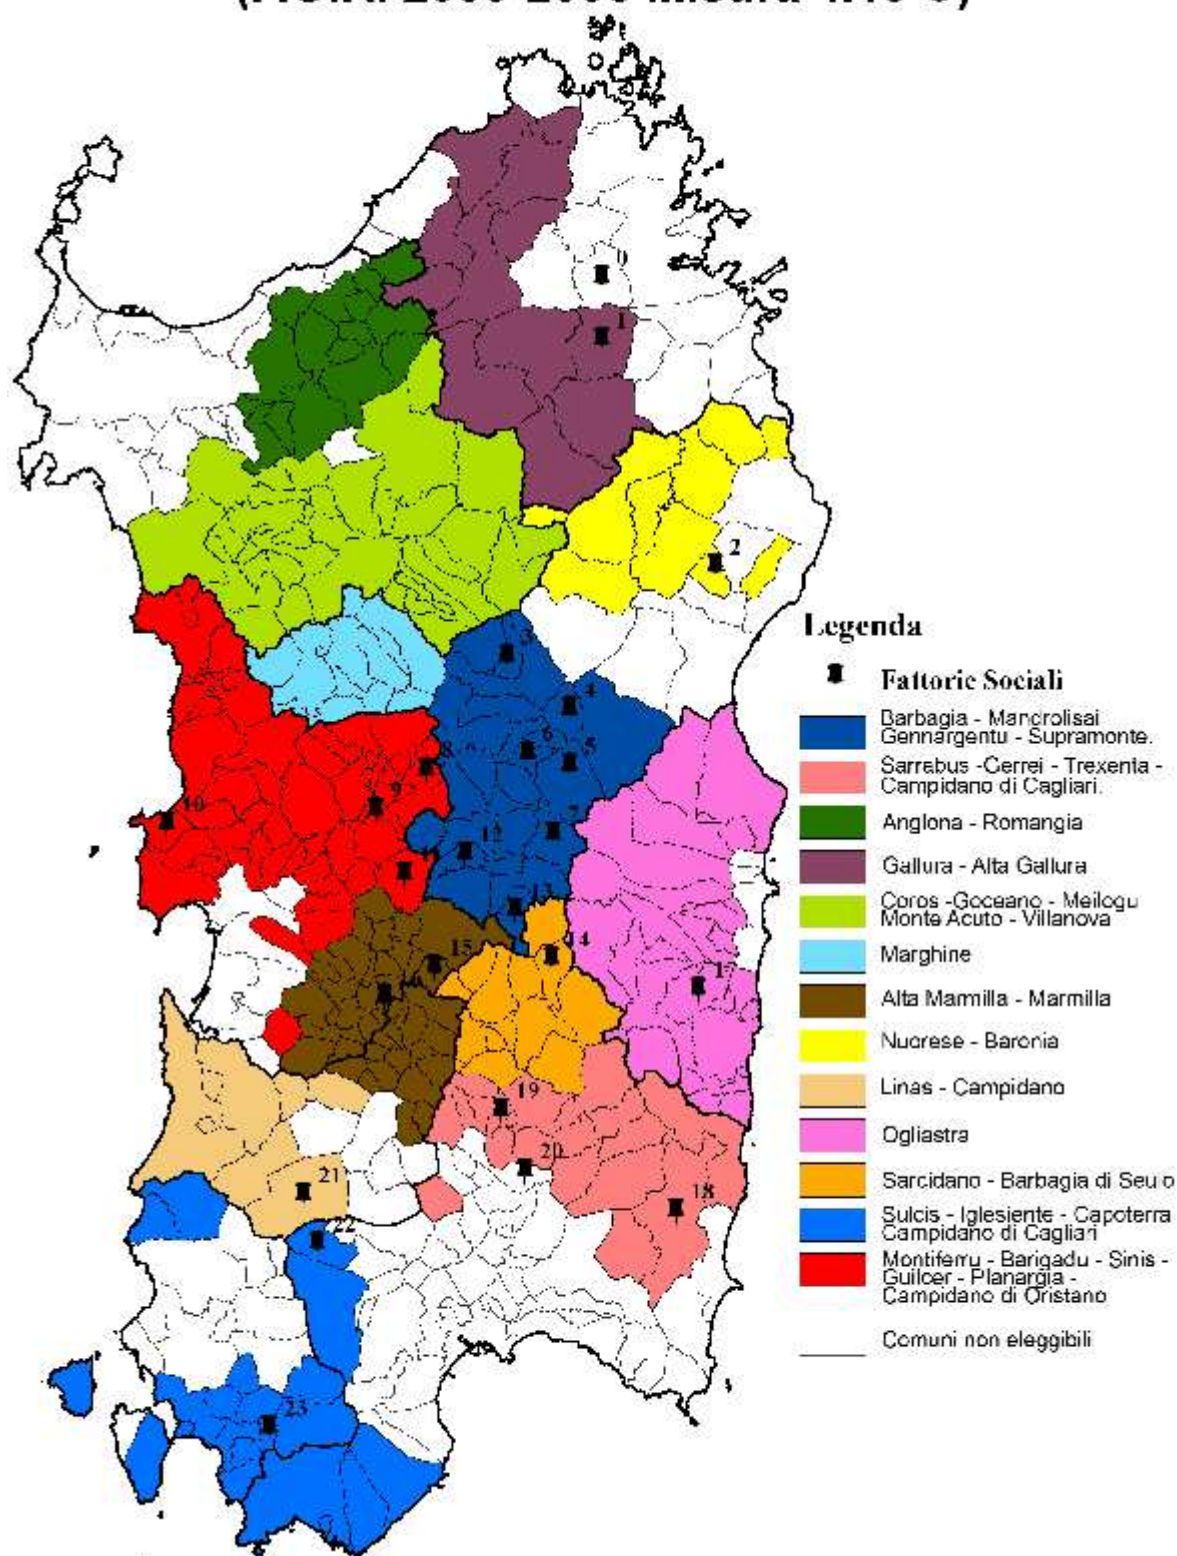 0
1
2
Legenda
3
Fattorie Sociali
4
Barbagia - Mandrolisai
Gennargentu - Supramonte.
6
5
8
Sarrabus -Gerrei - Trexenta -
Campidano di Cagliari.
9
10
Anglona - Romangia
7
12
Gallura - Alta Gallura
13
Coros -Goceano - Meilogu
Monte Acuto - Villanova
14
15
Marghine
1
Alta Marmilla - Marmilla
Nuorese - Baronia
19
Linas - Campidano
Ogliastra
20
21
18
Sarcidano - Barbagia di Seulo
22
Sulcis - Iglesiente - Capoterra
Campidano di Cagliari
Montiferru - Barigadu - Sinis -
Guilcer - Planargia -
Campidano di Oristano
Comuni non eleggibili
23